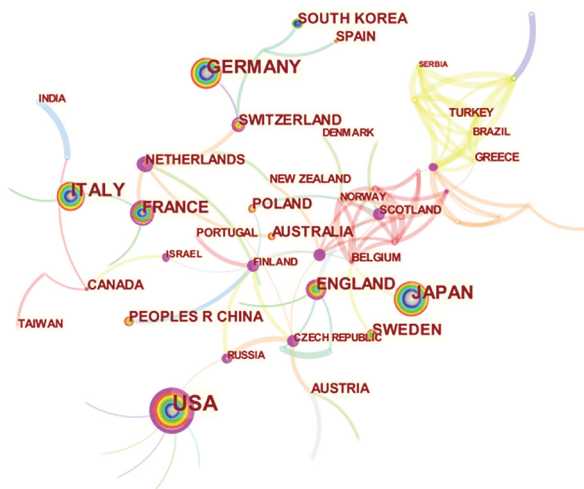 SOUTH KOREA
SPAIN
GERMANY
SERBIA
INDIA
TURKEY
SWITZERLAND
DENMARK
BRAZIL
NETHERLANDS
GREECE
NEW ZEALAND
ITALY
NORWAY
FRANCE
POLAND
SCOTLAND
PORTUGAL
AUSTRALIA
ISRAEL
FINLAND
BELGIUM
CANADA
ENGLAND
JAPAN
TAIWAN
PEOPLES R CHINA
SWEDEN
CZECH REPUBLIC
RUSSIA
AUSTRIA
USA